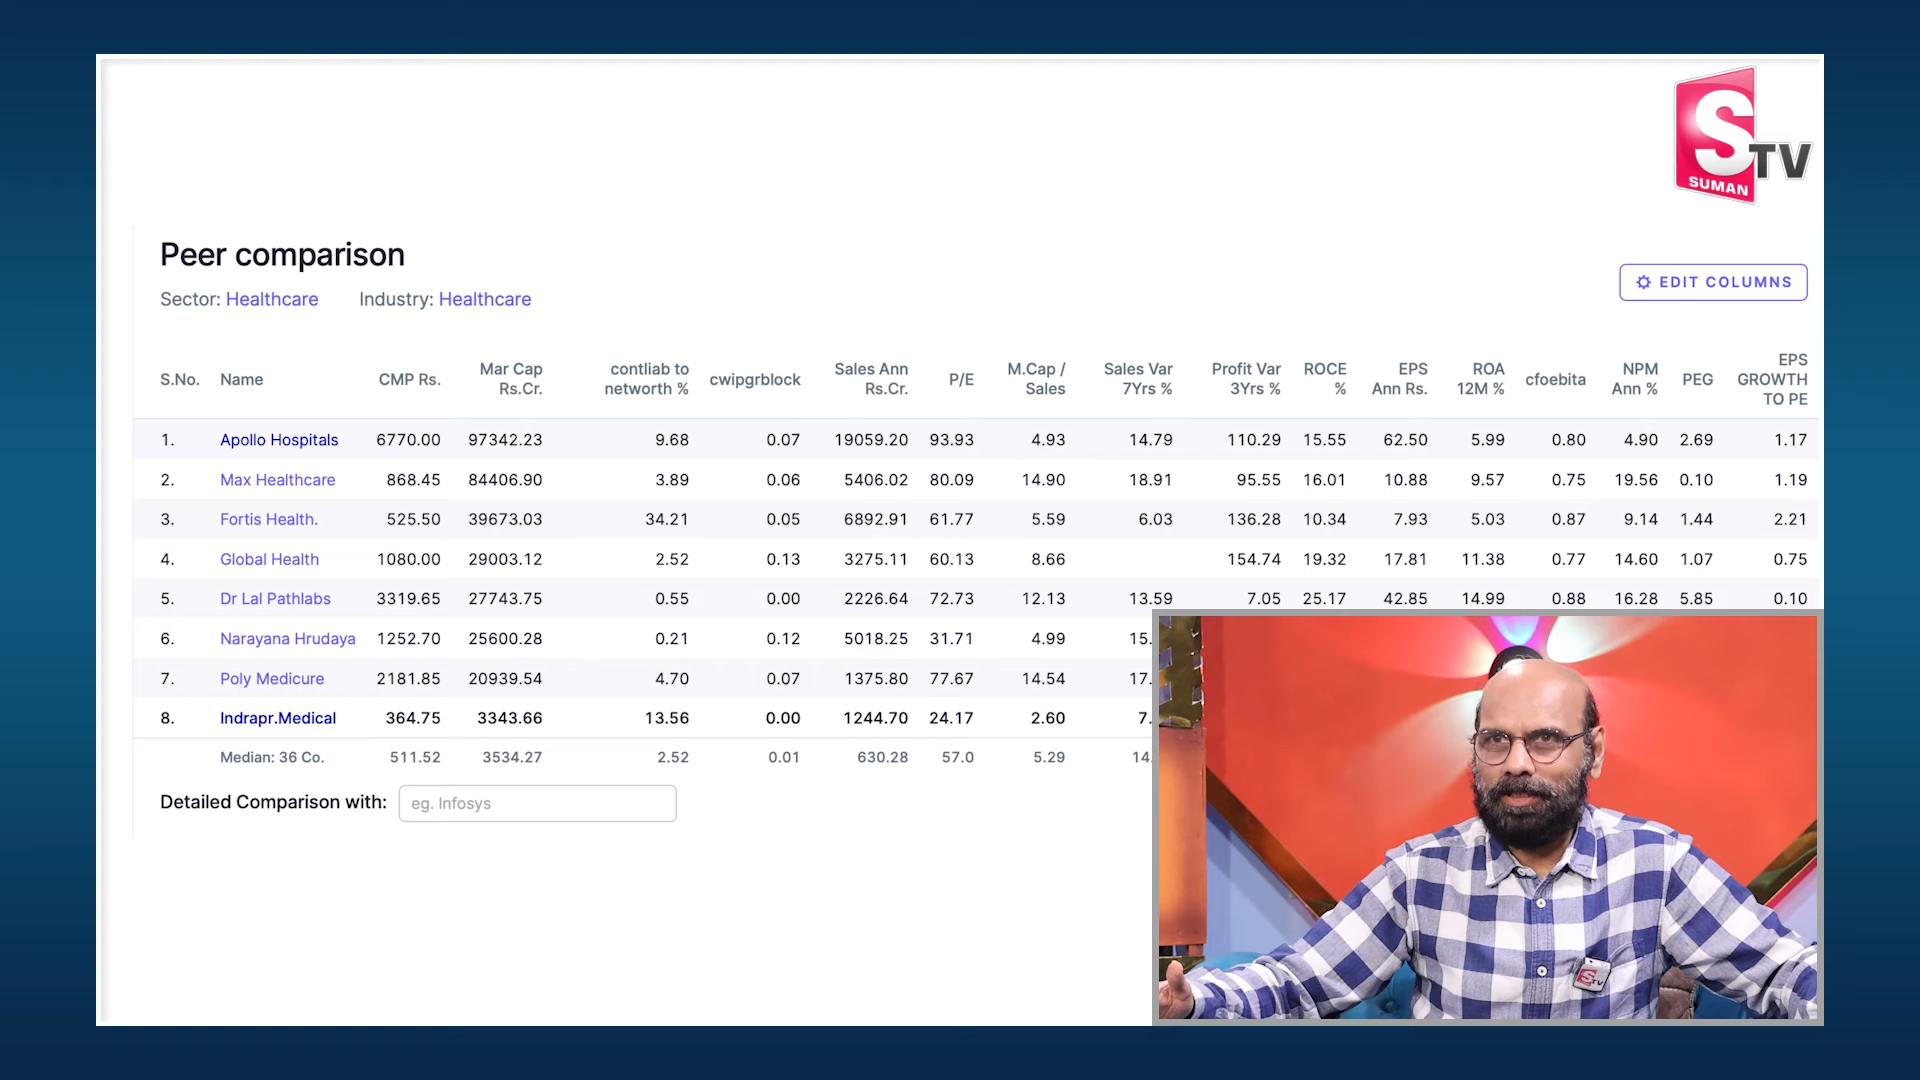 S
TV
SUMAN
Peer comparison
Sector: Healthcare Industry: Healthcare
EDIT COLUMNS
S.No. Name CMP Rs. Mar Cap Rs.Cr. contliab to networth % cwipgrblock Sales Ann Rs.Cr. P/E M.Cap / Sales Sales Var 7Yrs % Profit Var 3Yrs % ROCE % EPS Ann Rs. ROA 12M % cfoebita NPM Ann % PEG EPS GROWTH TO PE
1. Apollo Hospitals 6770.00 97342.23 9.68 0.07 19059.20 93.93 4.93 14.79 110.29 15.55 62.50 5.99 0.80 4.90 2.69 1.17
2. Max Healthcare 868.45 84406.90 3.89 0.06 5406.02 80.09 14.90 18.91 95.55 16.01 10.88 9.57 0.75 19.56 0.10 1.19
3. Fortis Health. 525.50 39673.03 34.21 0.05 6892.91 61.77 5.59 6.03 136.28 10.34 7.93 5.03 0.87 9.14 1.44 2.21
4. Global Health 1080.00 29003.12 2.52 0.13 3275.11 60.13 8.66 154.74 19.32 17.81 11.38 0.77 14.60 1.07 0.75
5. Dr Lal Pathlabs 3319.65 27743.75 0.55 0.00 2226.64 72.73 12.13 13.59 7.05 25.17 42.85 14.99 0.88 16.28 5.85 0.10
6. Narayana Hrudaya 1252.70 25600.28 0.21 0.12 5018.25 31.71 4.99 15.
7. Poly Medicure 2181.85 20939.54 4.70 0.07 1375.80 77.67 14.54 17.
8. Indrapr.Medical 364.75 3343.66 13.56 0.00 1244.70 24.17 2.60 7.
Median: 36 Co. 511.52 3534.27 2.52 0.01 630.28 57.0 5.29 14.
Detailed Comparison with: eg. Infosys
S TV